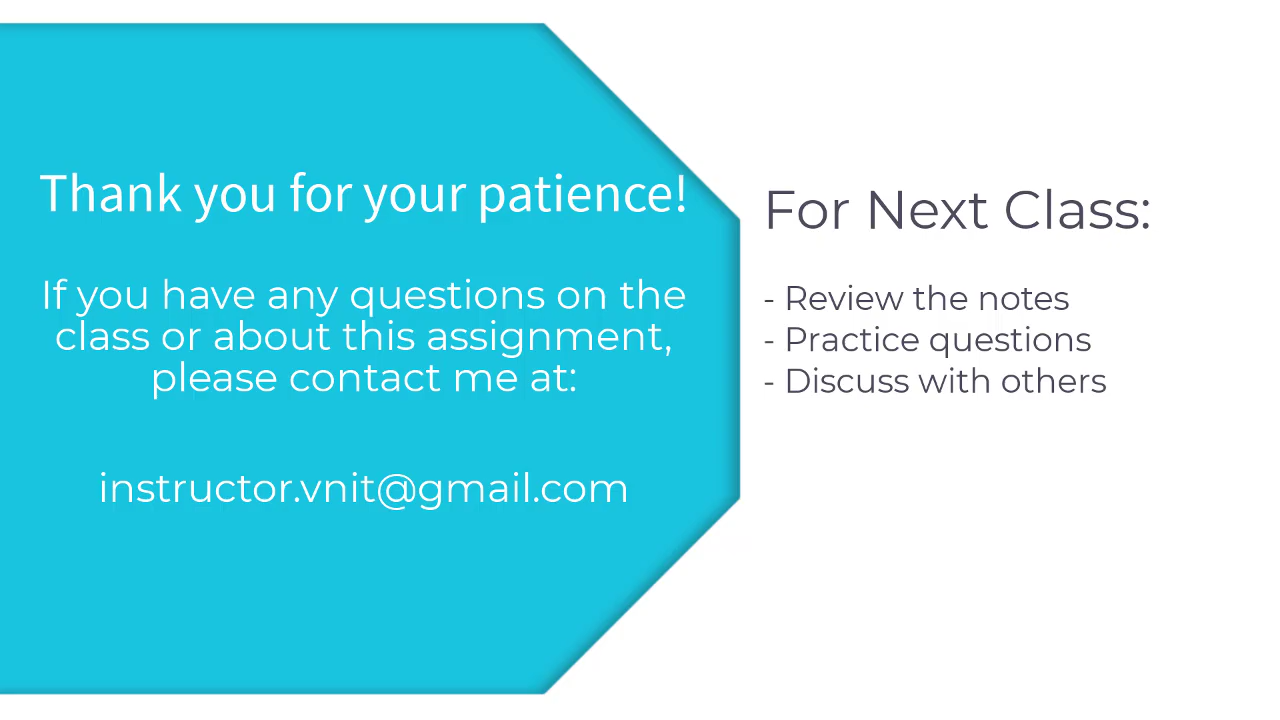 Thank you for your patience!
If you have any questions on the
class or about this assignment,
please contact me at:
instructor.vnit@gmail.com
For Next Class:
- Review the notes
- Practice questions
- Discuss with others